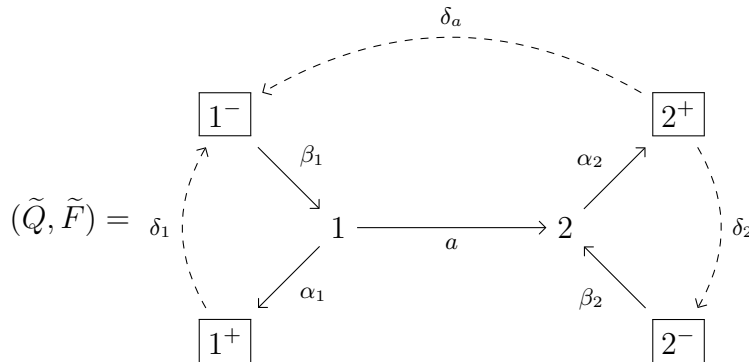 δ_a
1^- 2^+
β_1 α_2
(Q̃, F̃) = δ_1 1 a 2 δ_2
α_1 β_2
1^+ 2^-